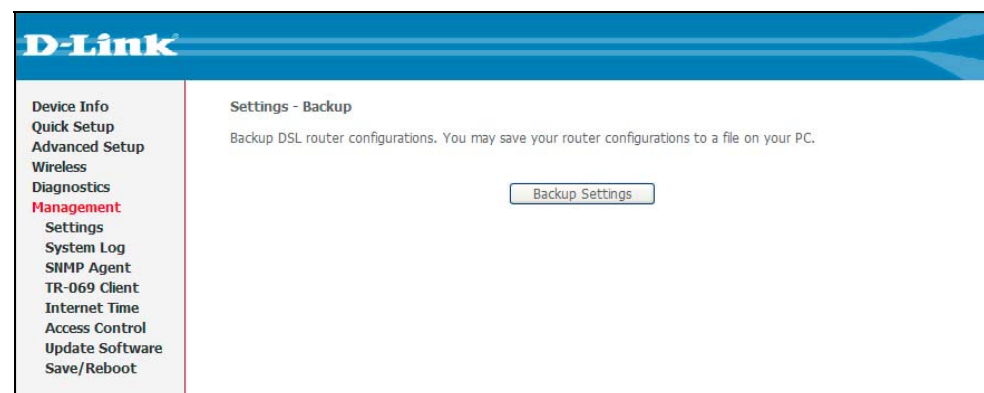 D-Link
Device Info
Quick Setup
Advanced Setup
Wireless
Diagnostics
Management
Settings
System Log
SNMP Agent
TR-069 Client
Internet Time
Access Control
Update Software
Save/Reboot
Settings - Backup
Backup DSL router configurations. You may save your router configurations to a file on your PC.
Backup Settings